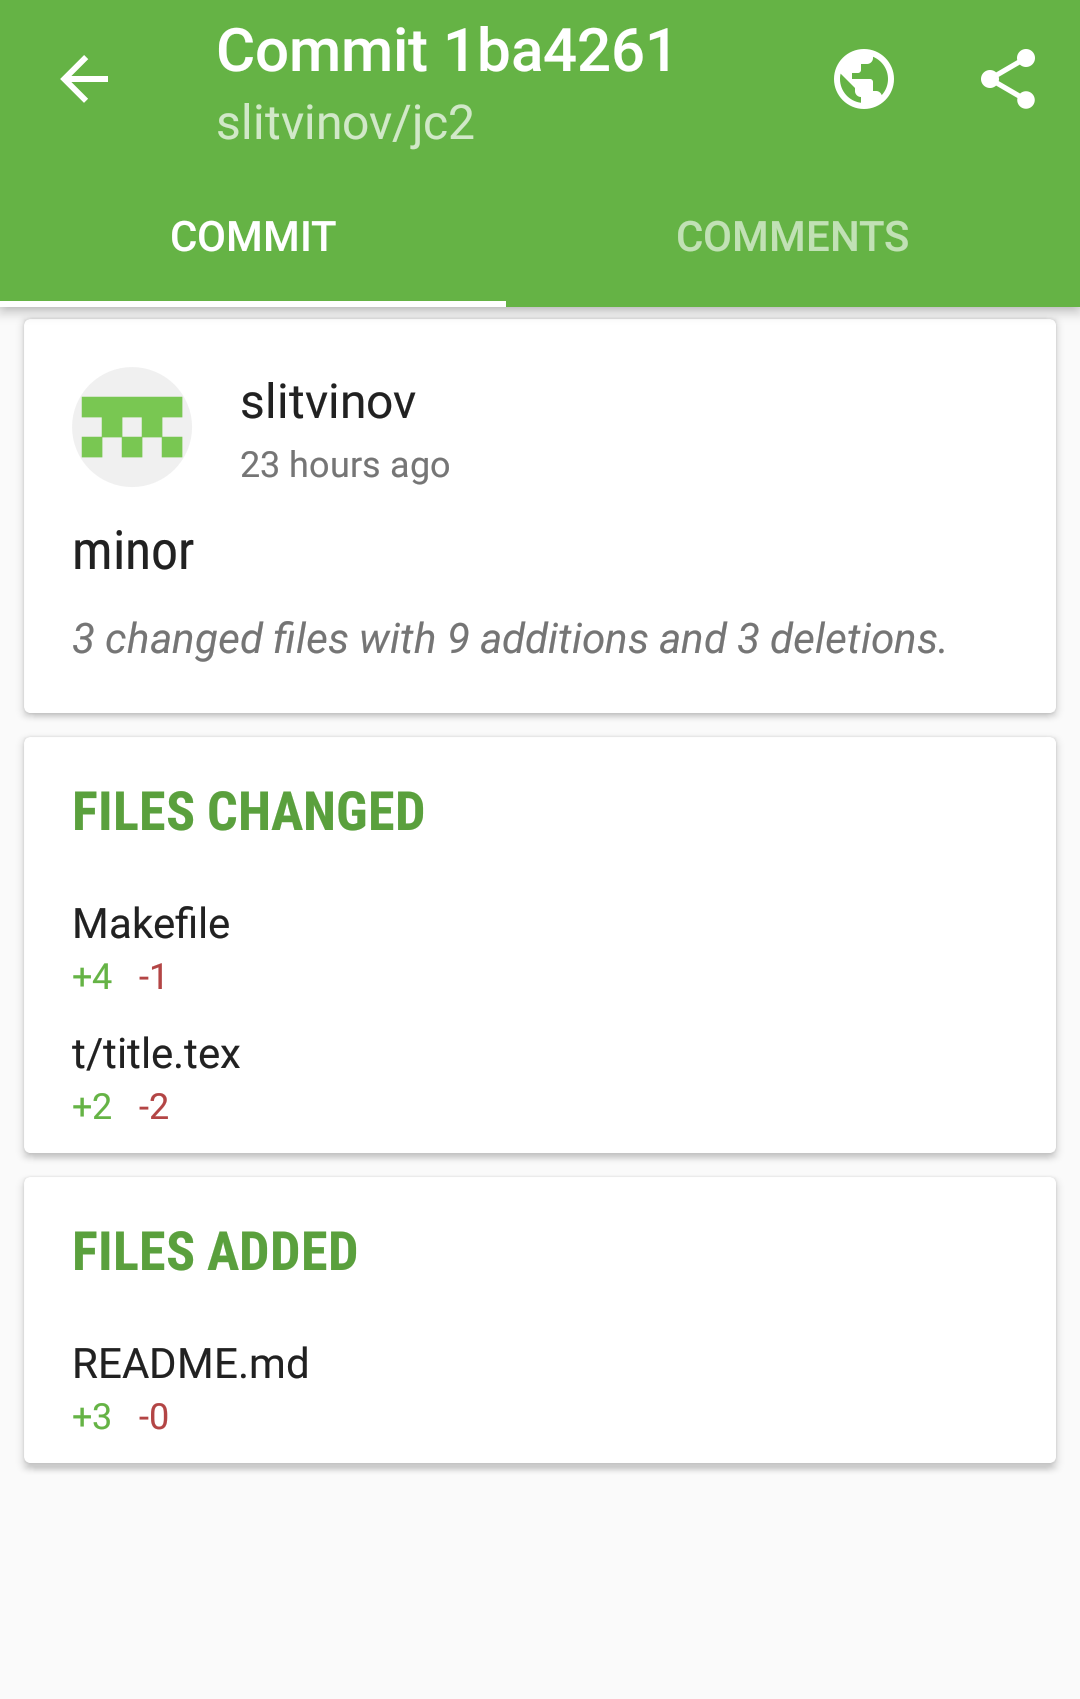 Commit 1ba4261
slitvinov/jc2
COMMIT
COMMENTS
slitvinov
23 hours ago
minor
3 changed files with 9 additions and 3 deletions.
FILES CHANGED
Makefile
+4 -1
t/title.tex
+2 -2
FILES ADDED
README.md
+3 -0